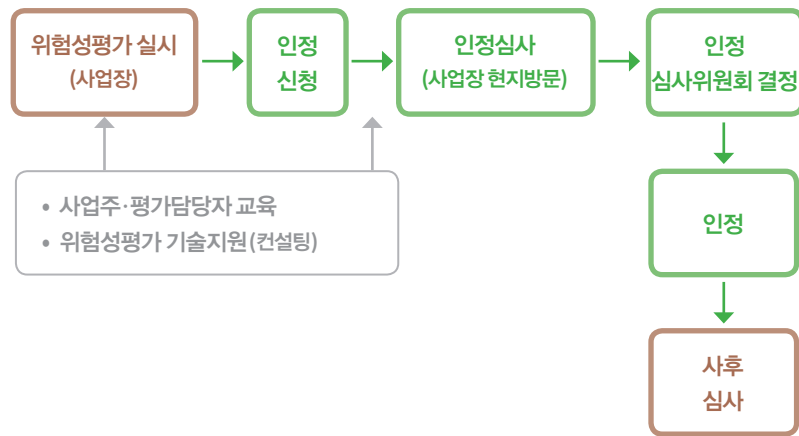 위험성평가 실시
(사업장)
인정
신청
인정심사
(사업장 현지방문)
인정
심사위원회 결정
• 사업주·평가담당자 교육
• 위험성평가 기술지원(컨설팅)
인정
사후
심사